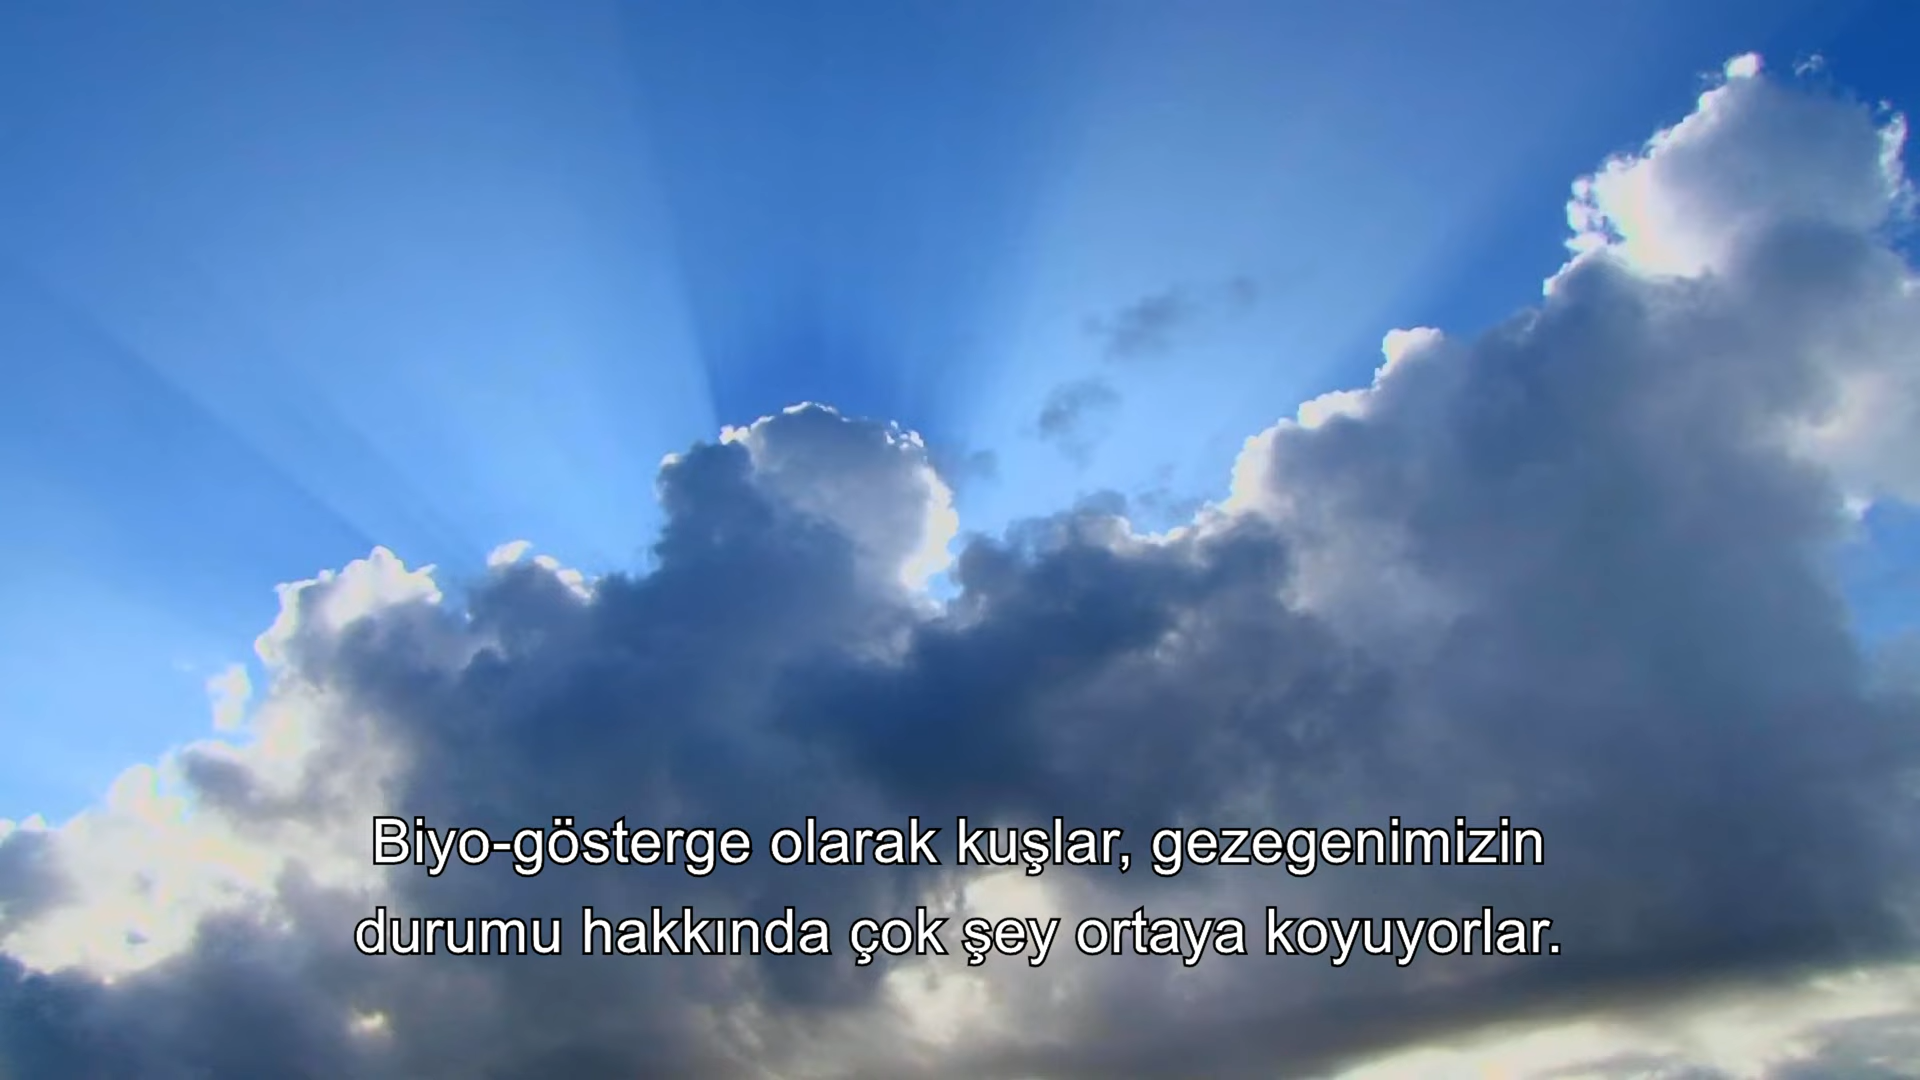 Biyo-gösterge olarak kuşlar, gezegenimizin
durumu hakkında çok şey ortaya koyuyorlar.